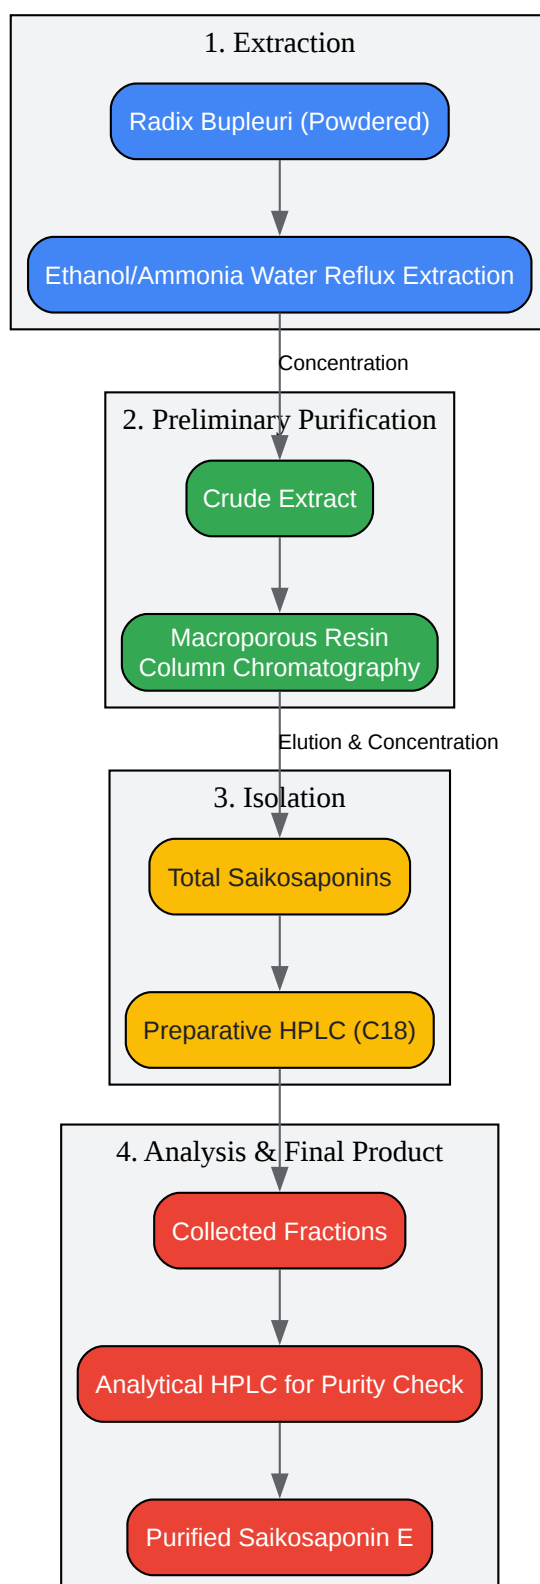 1. Extraction
Radix Bupleuri (Powdered)
Ethanol/Ammonia Water Reflux Extraction
Concentration
2. Preliminary Purification
Crude Extract
Macroporous Resin
Column Chromatography
Elution & Concentration
3. Isolation
Total Saikosaponins
Preparative HPLC (C18)
4. Analysis & Final Product
Collected Fractions
Analytical HPLC for Purity Check
Purified Saikosaponin E